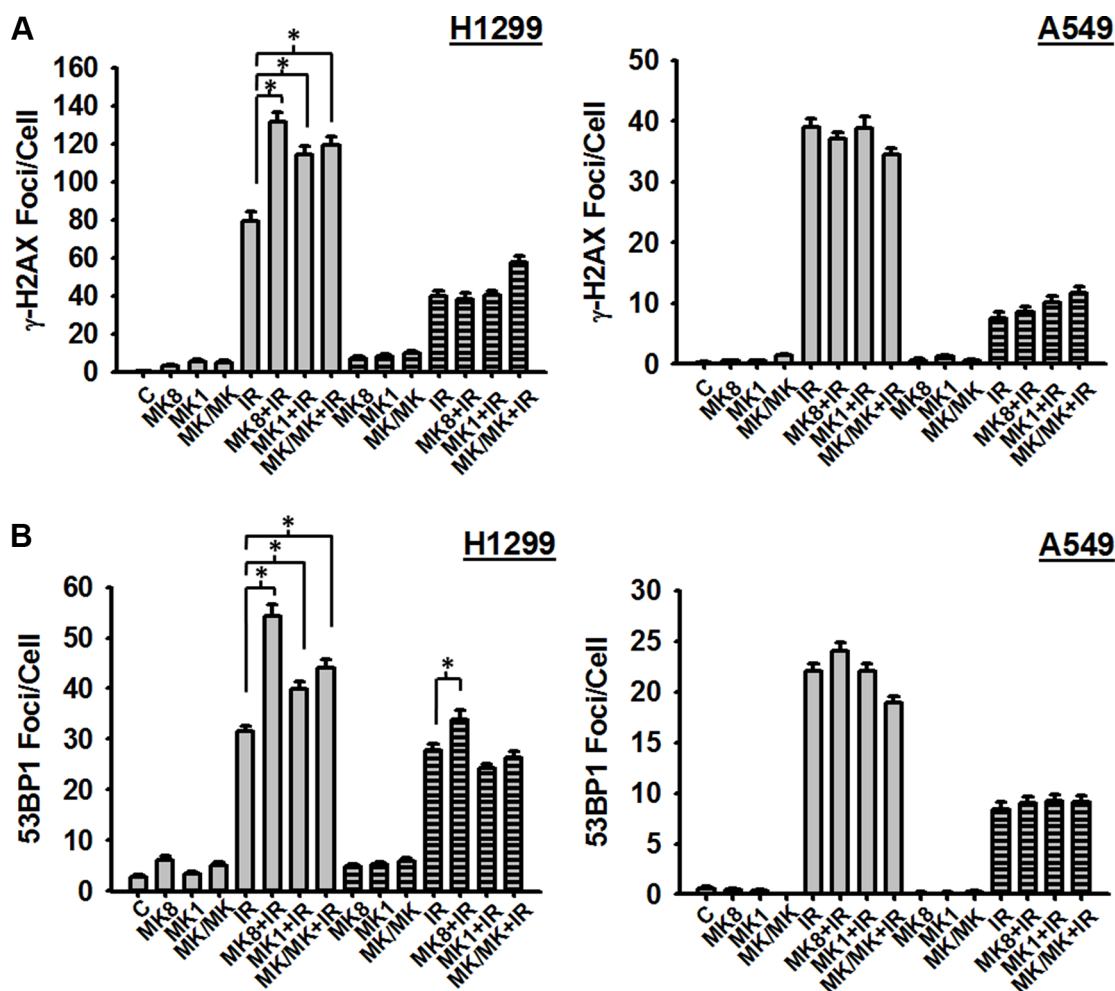 A
H1299
A549
γ-H2AX Foci/Cell
160
140
120
100
80
60
40
20
0
* * *
C MK8 MK1 MK/MK IR MK8+IR MK1+IR MK/MK+IR MK8 MK1 MK/MK IR MK8+IR MK1+IR MK/MK+IR
γ-H2AX Foci/Cell
50
40
30
20
10
0
C MK8 MK1 MK/MK IR MK8+IR MK1+IR MK/MK+IR MK8 MK1 MK/MK IR MK8+IR MK1+IR MK/MK+IR
B
H1299
A549
53BP1 Foci/Cell
60
50
40
30
20
10
0
* * * *
C MK8 MK1 MK/MK IR MK8+IR MK1+IR MK/MK+IR MK8 MK1 MK/MK IR MK8+IR MK1+IR MK/MK+IR
53BP1 Foci/Cell
30
25
20
15
10
5
0
C MK8 MK1 MK/MK IR MK8+IR MK1+IR MK/MK+IR MK8 MK1 MK/MK IR MK8+IR MK1+IR MK/MK+IR